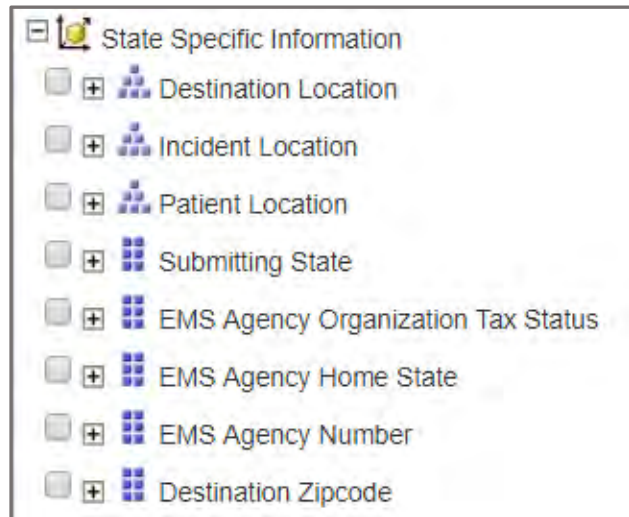 State Specific Information
Destination Location
Incident Location
Patient Location
Submitting State
EMS Agency Organization Tax Status
EMS Agency Home State
EMS Agency Number
Destination Zipcode